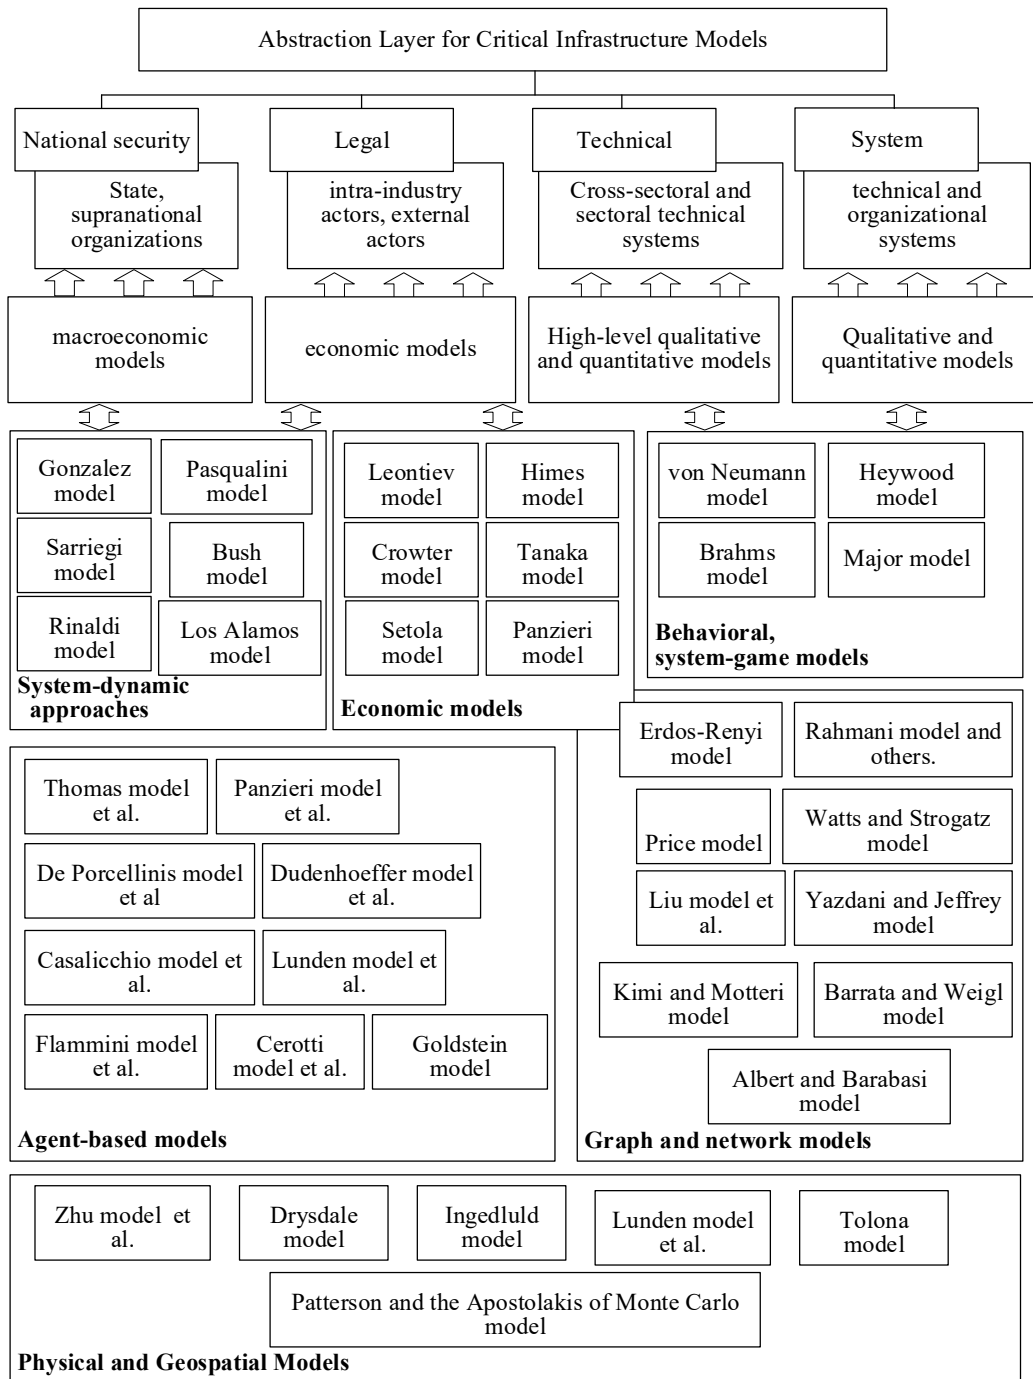 Abstraction Layer for Critical Infrastructure Models
National security
Legal
Technical
System
State,
supranational
organizations
intra-industry
actors, external
actors
Cross-sectoral and
sectoral technical
systems
technical and
organizational
systems
macroeconomic
models
economic models
High-level qualitative
and quantitative models
Qualitative and
quantitative models
Gonzalez
model
Pasqualini
model
Sarriegi
model
Bush
model
Rinaldi
model
Los Alamos
model
System-dynamic
approaches
Leontiev
model
Himes
model
Crowter
model
Tanaka
model
Setola
model
Panzieri
model
Economic models
von Neumann
model
Heywood
model
Brahms
model
Major model
Behavioral,
system-game models
Thomas model
et al.
Panzieri model
et al.
De Porcellinis model
et al
Dudenhoeffer model
et al.
Casalicchio model et
al.
Lunden model et
al.
Flammini model
et al.
Cerotti
model et al.
Goldstein
model
Agent-based models
Erdos-Renyi
model
Rahmani model and
others.
Price model
Watts and Strogatz
model
Liu model et
al.
Yazdani and Jeffrey
model
Kimi and Motteri
model
Barrata and Weigl
model
Albert and Barabasi
model
Graph and network models
Zhu model et
al.
Drysdale
model
Ingedluld
model
Lunden model
et al.
Tolona
model
Patterson and the Apostolakis of Monte Carlo
model
Physical and Geospatial Models